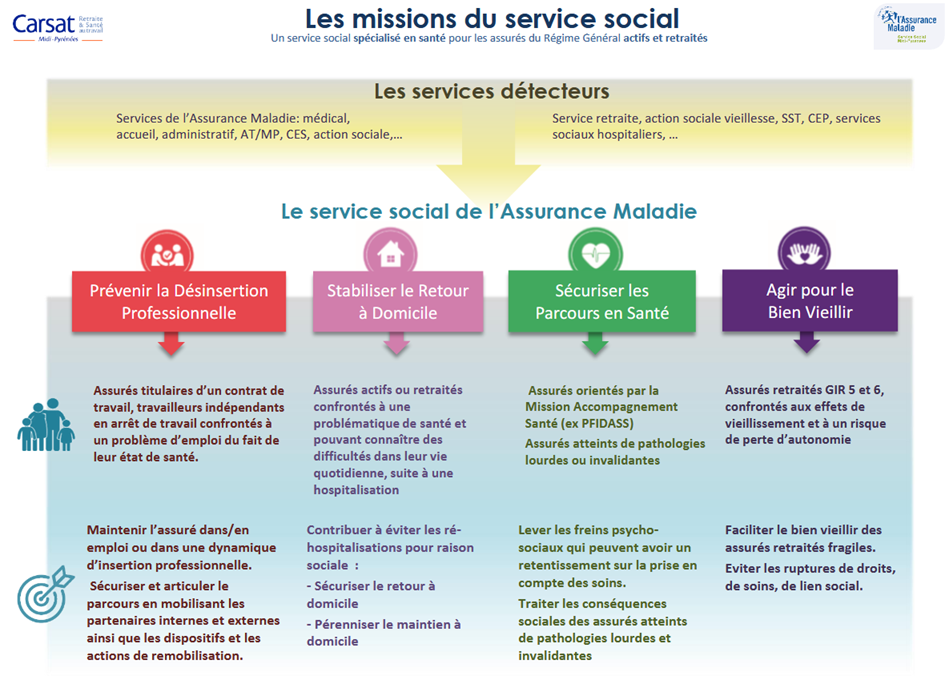 Carsat
Retraite
& Santé
au travail
Midi-Pyrénées
Les missions du service social
Un service social spécialisé en santé pour les assurés du Régime Général actifs et retraités
l'Assurance
Maladie
Les services détecteurs
Services de l'Assurance Maladie: médical,
accueil, administratif, AT/MP, CES, action sociale,...
Service retraite, action sociale vieillesse, SST, CEP, services
sociaux hospitaliers, ...
Le service social de l'Assurance Maladie
Prévenir la Désinsertion
Professionnelle
Stabiliser le Retour
à Domicile
Sécuriser les
Parcours en Santé
Agir pour le
Bien Vieillir
Assurés titulaires d'un contrat de
travail, travailleurs indépendants
en arrêt de travail confrontés à
un problème d'emploi du fait de
leur état de santé.
Assurés actifs ou retraités
confrontés à une
problématique de santé et
pouvant connaître des
difficultés dans leur vie
quotidienne, suite à une
hospitalisation
Assurés orientés par la
Mission Accompagnement
Santé (ex PFIDASS)
Assurés atteints de pathologies
lourdes ou invalidantes
Assurés retraités GIR 5 et 6,
confrontés aux effets de
vieillissement et à un risque
de perte d'autonomie
Maintenir l'assuré dans/en
emploi ou dans une dynamique
d'insertion professionnelle.
Sécuriser et articuler le
parcours en mobilisant les
partenaires internes et externes
ainsi que les dispositifs et les
actions de remobilisation.
Contribuer à éviter les ré-
hospitalisations pour raison
sociale :
- Sécuriser le retour à
domicile
- Pérenniser le maintien à
domicile
Lever les freins psycho-
sociaux qui peuvent avoir un
retentissement sur la prise en
compte des soins.
Traiter les conséquences
sociales des assurés atteints
de pathologies lourdes et
invalidantes
Faciliter le bien vieillir des
assurés retraités fragiles.
Eviter les ruptures de droits,
de soins, de lien social.